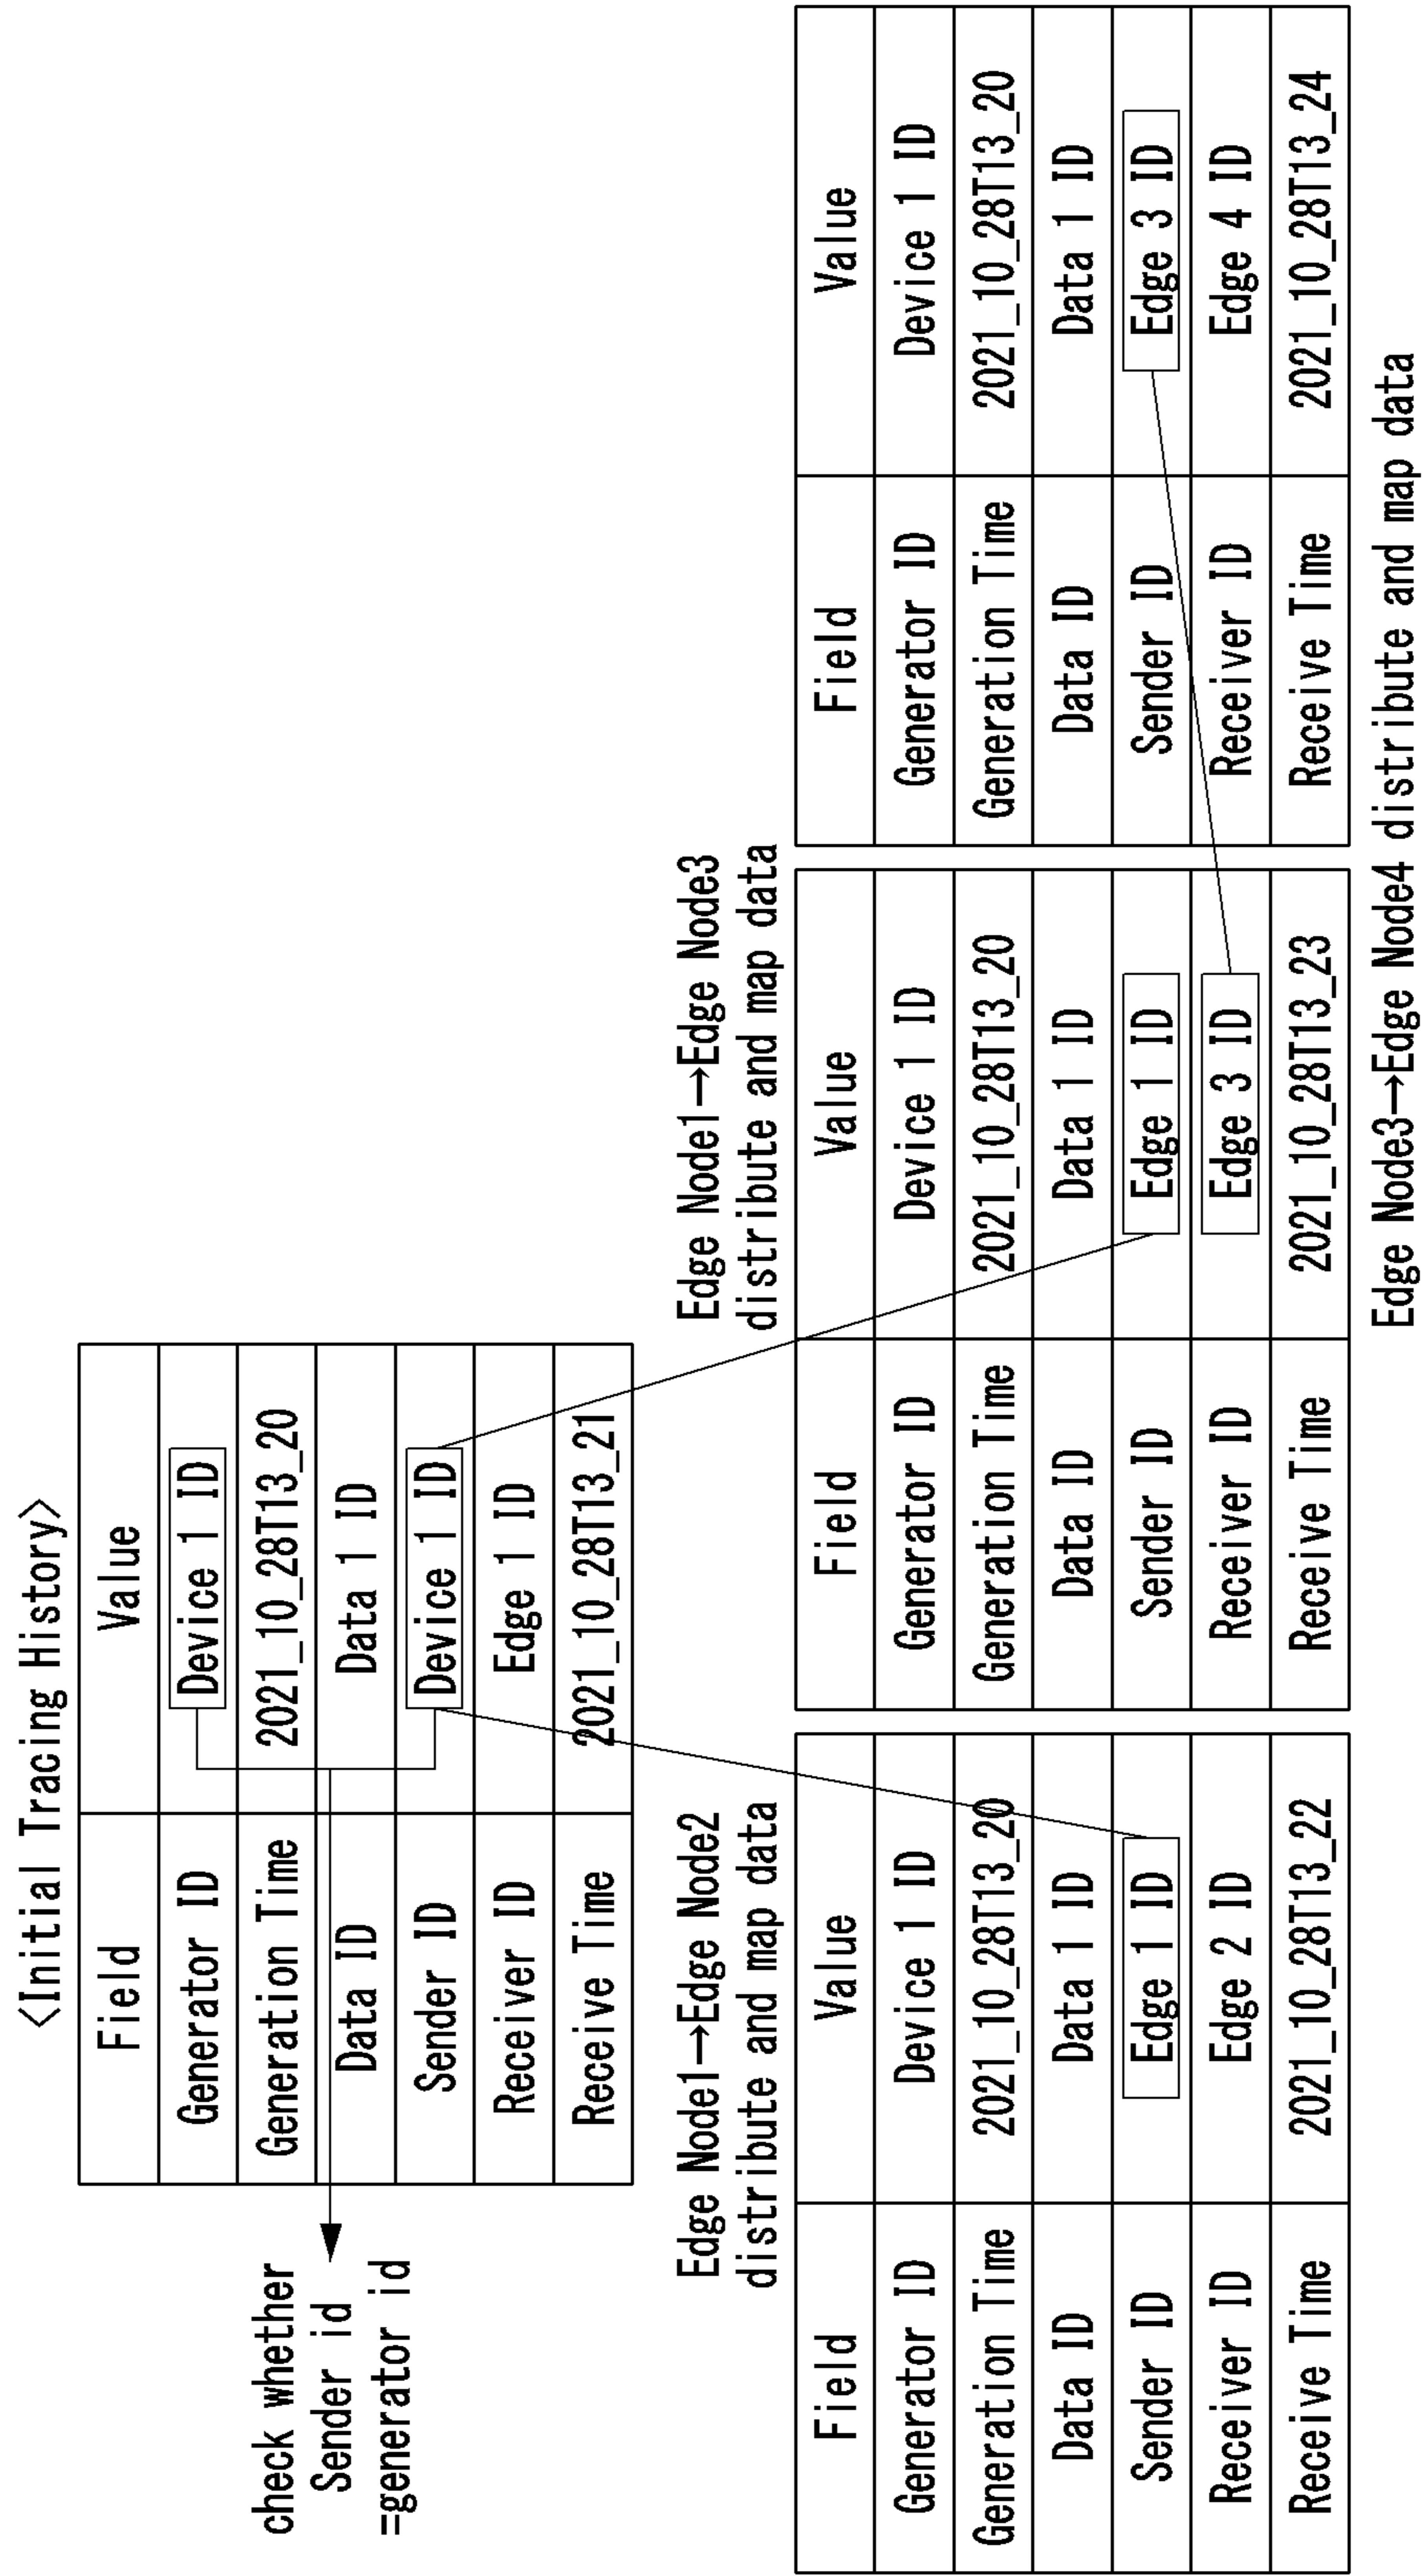 <Initial Tracing History>
Field Value
Generator ID Device 1 ID
Generation Time 2021_10_28T13_20
Data ID Data 1 ID
Sender ID Device 1 ID
Receiver ID Edge 1 ID
Receive Time 2021_10_28T13_21
check whether
Sender id
=generator id
Edge Node1→Edge Node2
distribute and map data
Field Value
Generator ID Device 1 ID
Generation Time 2021_10_28T13_20
Data ID Data 1 ID
Sender ID Edge 1 ID
Receiver ID Edge 2 ID
Receive Time 2021_10_28T13_22
Edge Node1→Edge Node3
distribute and map data
Field Value
Generator ID Device 1 ID
Generation Time 2021_10_28T13_20
Data ID Data 1 ID
Sender ID Edge 1 ID
Receiver ID Edge 3 ID
Receive Time 2021_10_28T13_23
Field Value
Generator ID Device 1 ID
Generation Time 2021_10_28T13_20
Data ID Data 1 ID
Sender ID Edge 3 ID
Receiver ID Edge 4 ID
Receive Time 2021_10_28T13_24
Edge Node3→Edge Node4 distribute and map data